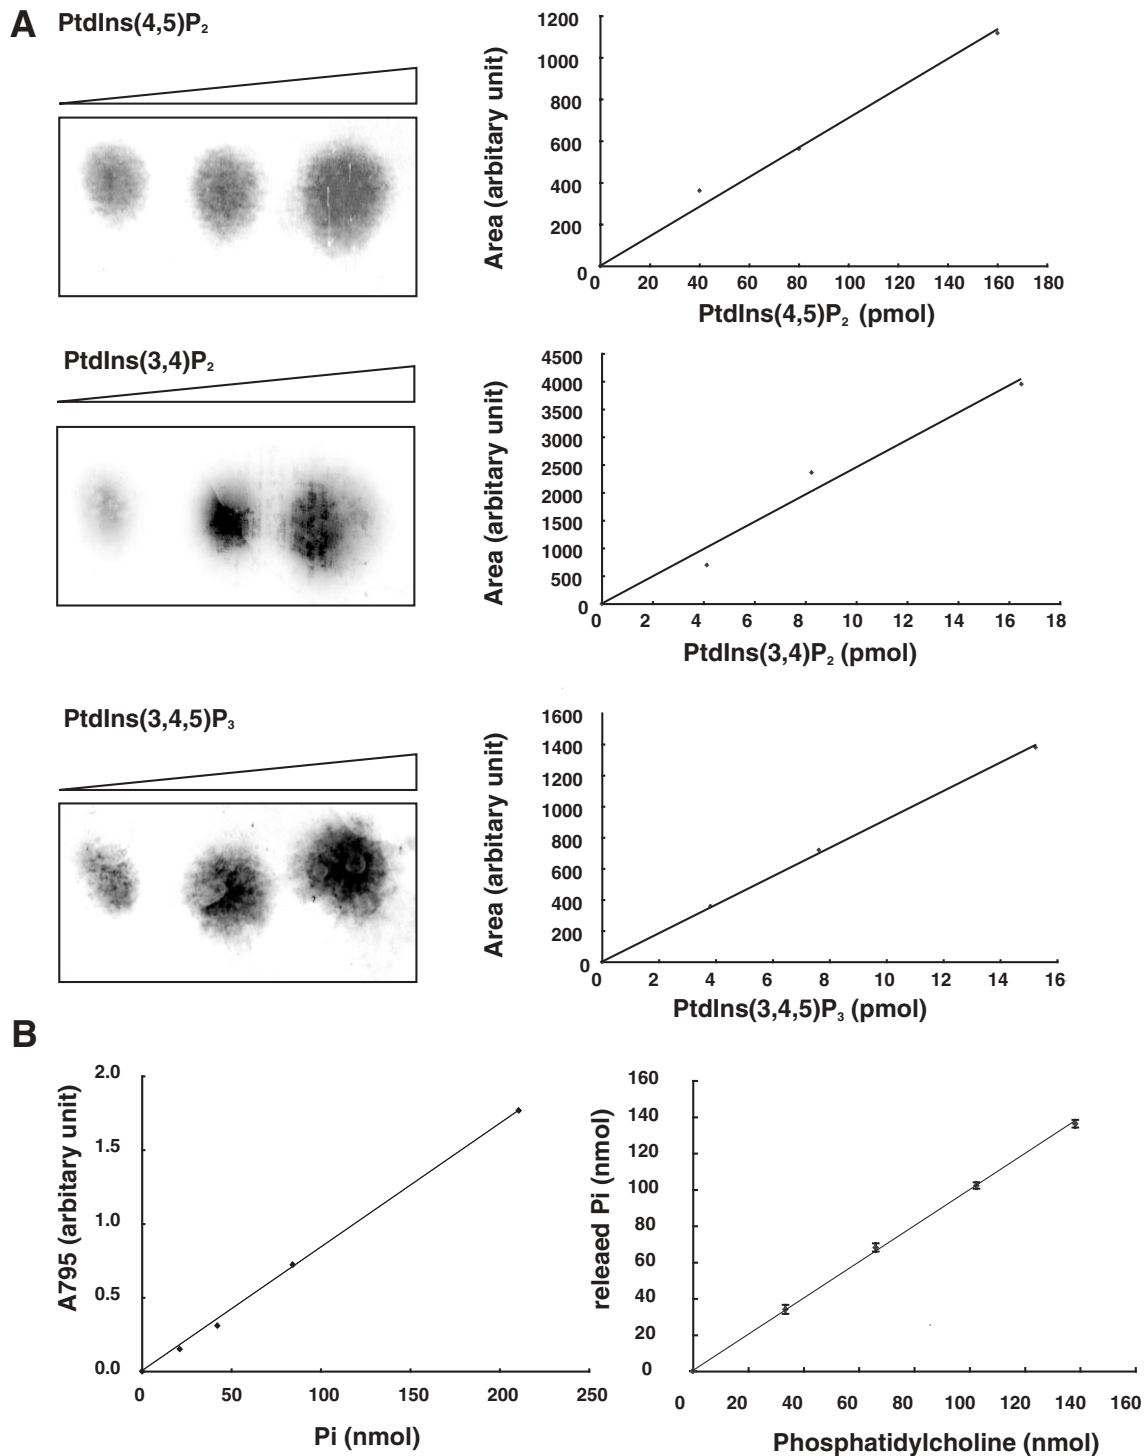 A PtdIns(4,5)P₂
1200
1000
800
600
400
200
0
Area (arbitary unit)
0 20 40 60 80 100 120 140 160 180
PtdIns(4,5)P₂ (pmol)
PtdIns(3,4)P₂
4500
4000
3500
3000
2500
2000
1500
1000
500
0
Area (arbitary unit)
0 2 4 6 8 10 12 14 16 18
PtdIns(3,4)P₂ (pmol)
PtdIns(3,4,5)P₃
1600
1400
1200
1000
800
600
400
200
0
Area (arbitary unit)
0 2 4 6 8 10 12 14 16
PtdIns(3,4,5)P₃ (pmol)
B
2.0
1.5
1.0
0.5
0.0
A795 (arbitary unit)
0 50 100 150 200 250
Pi (nmol)
160
140
120
100
80
60
40
20
0
releaed Pi (nmol)
0 20 40 60 80 100 120 140 160
Phosphatidylcholine (nmol)